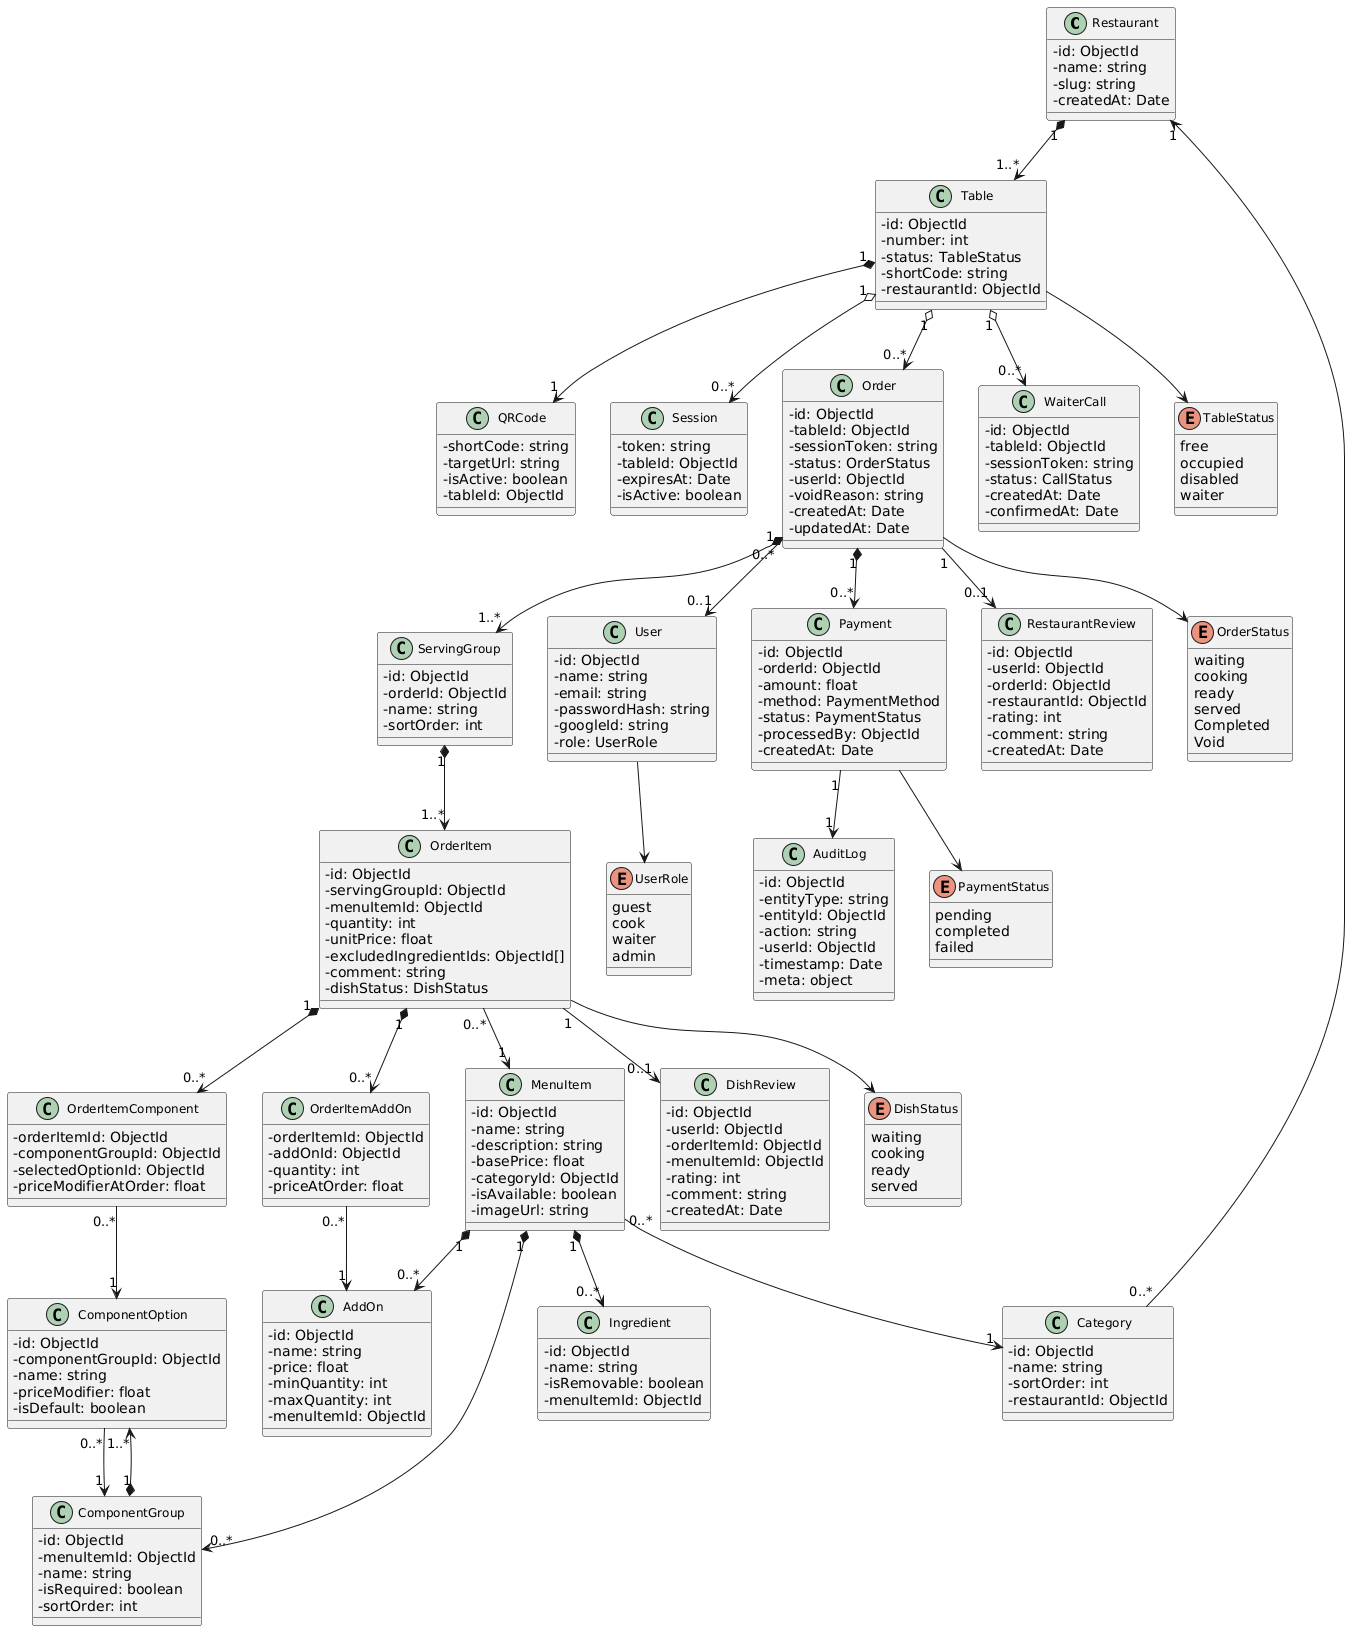 C Restaurant
-id: ObjectId
-name: string
-slug: string
-createdAt: Date
1
1
1..*
C Table
-id: ObjectId
-number: int
-status: TableStatus
-shortCode: string
-restaurantId: ObjectId
1
1
1
1
1
0..*
0..*
0..*
C QRCode
-shortCode: string
-targetUrl: string
-isActive: boolean
-tableId: ObjectId
C Session
-token: string
-tableId: ObjectId
-expiresAt: Date
-isActive: boolean
C Order
-id: ObjectId
-tableId: ObjectId
-sessionToken: string
-status: OrderStatus
-userId: ObjectId
-voidReason: string
-createdAt: Date
-updatedAt: Date
C WaiterCall
-id: ObjectId
-tableId: ObjectId
-sessionToken: string
-status: CallStatus
-createdAt: Date
-confirmedAt: Date
E TableStatus
free
occupied
disabled
waiter
1
0..*
1
1
1..*
0..1
0..*
0..1
C ServingGroup
-id: ObjectId
-orderId: ObjectId
-name: string
-sortOrder: int
C User
-id: ObjectId
-name: string
-email: string
-passwordHash: string
-googleId: string
-role: UserRole
C Payment
-id: ObjectId
-orderId: ObjectId
-amount: float
-method: PaymentMethod
-status: PaymentStatus
-processedBy: ObjectId
-createdAt: Date
C RestaurantReview
-id: ObjectId
-userId: ObjectId
-orderId: ObjectId
-restaurantId: ObjectId
-rating: int
-comment: string
-createdAt: Date
E OrderStatus
waiting
cooking
ready
served
Completed
Void
1
1..*
1
1
C OrderItem
-id: ObjectId
-servingGroupId: ObjectId
-menuItemId: ObjectId
-quantity: int
-unitPrice: float
-excludedIngredientIds: ObjectId[]
-comment: string
-dishStatus: DishStatus
E UserRole
guest
cook
waiter
admin
C AuditLog
-id: ObjectId
-entityType: string
-entityId: ObjectId
-action: string
-userId: ObjectId
-timestamp: Date
-meta: object
E PaymentStatus
pending
completed
failed
1
1
0..*
1
0..*
0..*
1
0..1
C OrderItemComponent
-orderItemId: ObjectId
-componentGroupId: ObjectId
-selectedOptionId: ObjectId
-priceModifierAtOrder: float
C OrderItemAddOn
-orderItemId: ObjectId
-addOnId: ObjectId
-quantity: int
-priceAtOrder: float
C MenuItem
-id: ObjectId
-name: string
-description: string
-basePrice: float
-categoryId: ObjectId
-isAvailable: boolean
-imageUrl: string
C DishReview
-id: ObjectId
-userId: ObjectId
-orderItemId: ObjectId
-menuItemId: ObjectId
-rating: int
-comment: string
-createdAt: Date
E DishStatus
waiting
cooking
ready
served
0..*
0..*
1
1
1
0..*
1
1
0..*
0..*
1
0..*
C ComponentOption
-id: ObjectId
-componentGroupId: ObjectId
-name: string
-priceModifier: float
-isDefault: boolean
C AddOn
-id: ObjectId
-name: string
-price: float
-minQuantity: int
-maxQuantity: int
-menuItemId: ObjectId
C Ingredient
-id: ObjectId
-name: string
-isRemovable: boolean
-menuItemId: ObjectId
C Category
-id: ObjectId
-name: string
-sortOrder: int
-restaurantId: ObjectId
0..*
1..*
1
1
0..*
C ComponentGroup
-id: ObjectId
-menuItemId: ObjectId
-name: string
-isRequired: boolean
-sortOrder: int